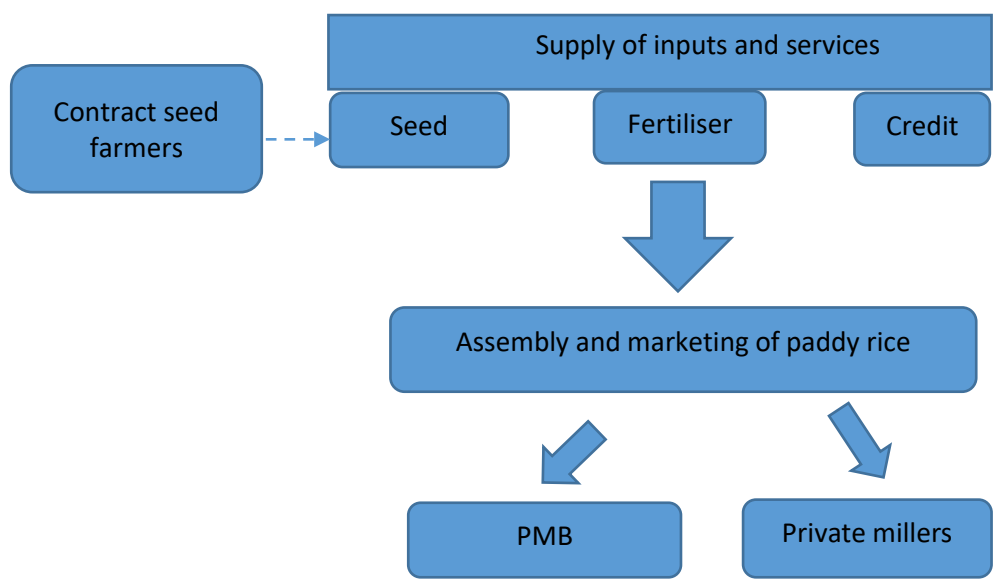 Supply of inputs and services
Contract seed
farmers
Seed
Fertiliser
Credit
Assembly and marketing of paddy rice
PMB
Private millers